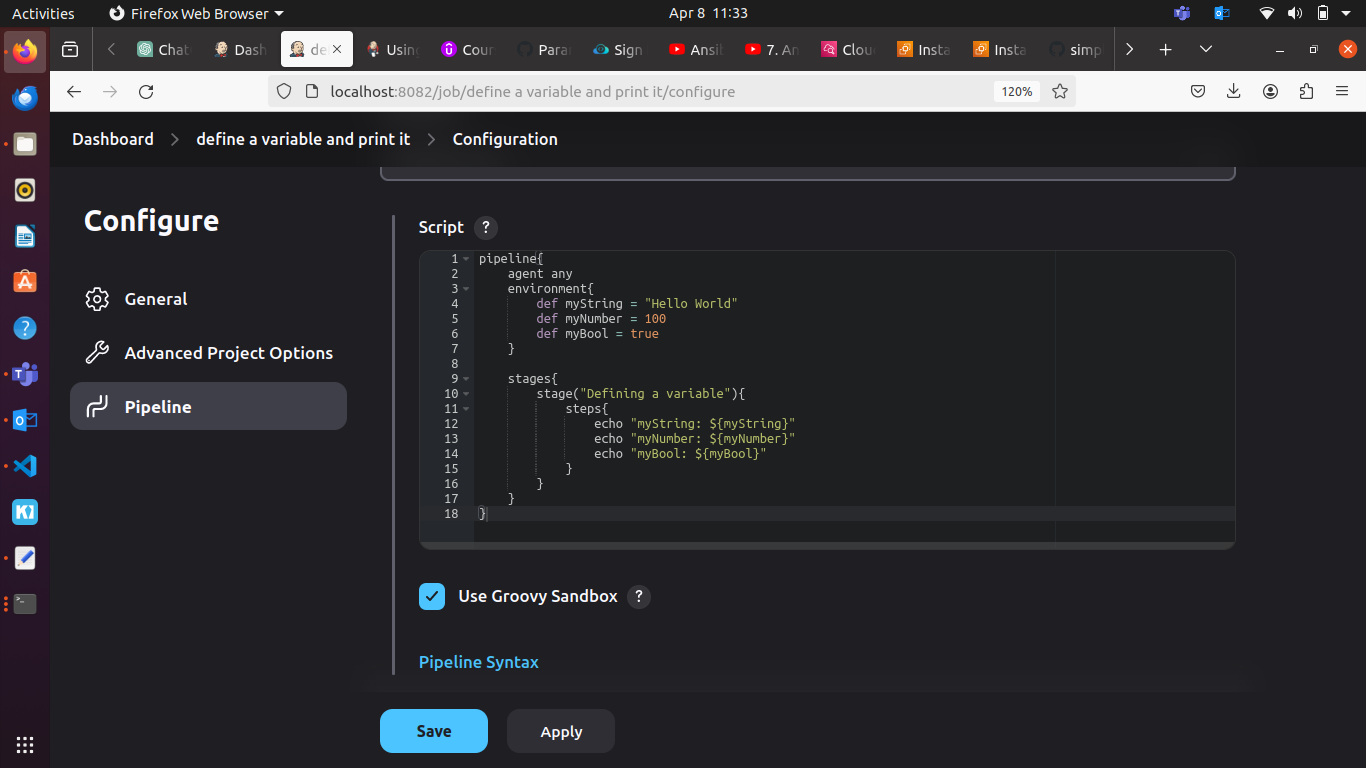 Activities
Firefox Web Browser
Apr 8 11:33
Chat
Dash
de
Using
Cour
Para
Sign
Ansi
7. An
Clou
Insta
Insta
simp
localhost:8082/job/define a variable and print it/configure
120%
Dashboard
define a variable and print it
Configuration
Configure
General
Advanced Project Options
Pipeline
Script ?
1 pipeline{
2 agent any
3 environment{
4 def myString = "Hello World"
5 def myNumber = 100
6 def myBool = true
7 }
8
9 stages{
10 stage("Defining a variable"){
11 steps{
12 echo "myString: ${myString}"
13 echo "myNumber: ${myNumber}"
14 echo "myBool: ${myBool}"
15 }
16 }
17 }
18 }
Use Groovy Sandbox ?
Pipeline Syntax
Save
Apply